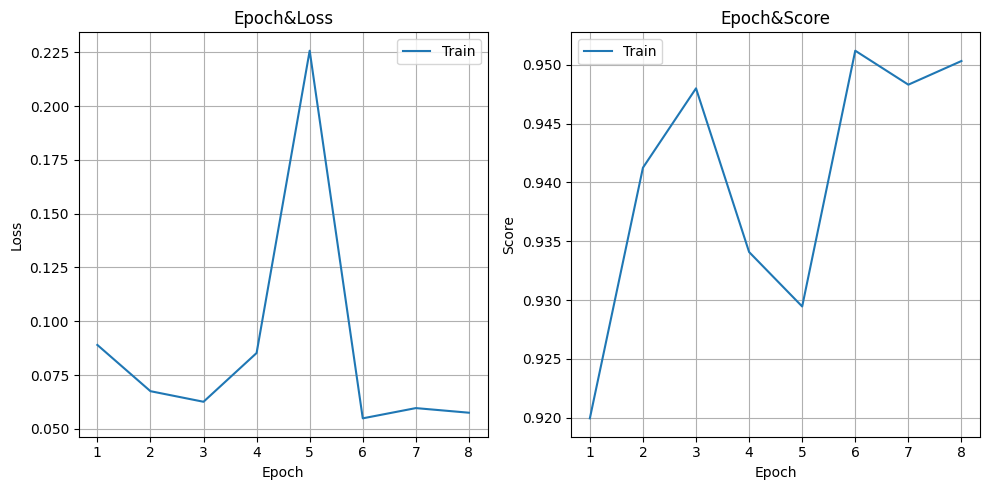 Epoch&Loss
Train
0.225
0.200
0.175
0.150
0.125
0.100
0.075
0.050
Loss
1 2 3 4 5 6 7 8
Epoch
Epoch&Score
Train
0.950
0.945
0.940
0.935
0.930
0.925
0.920
Score
1 2 3 4 5 6 7 8
Epoch